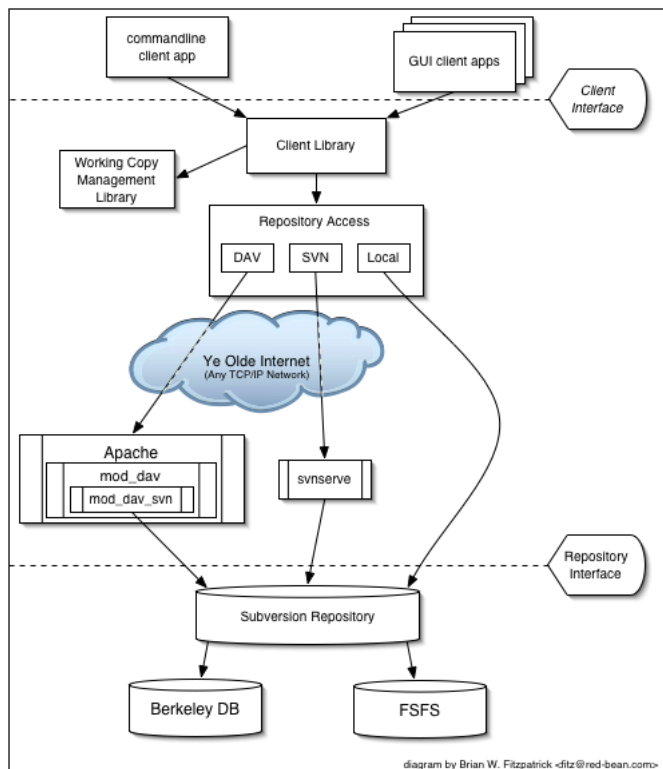 commandline
client app
GUI client apps
Client
Interface
Client Library
Working Copy
Management
Library
Repository Access
DAV
SVN
Local
Ye Olde Internet
(Any TCP/IP Network)
Apache
mod_dav
mod_dav_svn
svnserve
Repository
Interface
Subversion Repository
Berkeley DB
FSFS
diagram by Brian W. Fitzpatrick <fitz@red-bean.com>